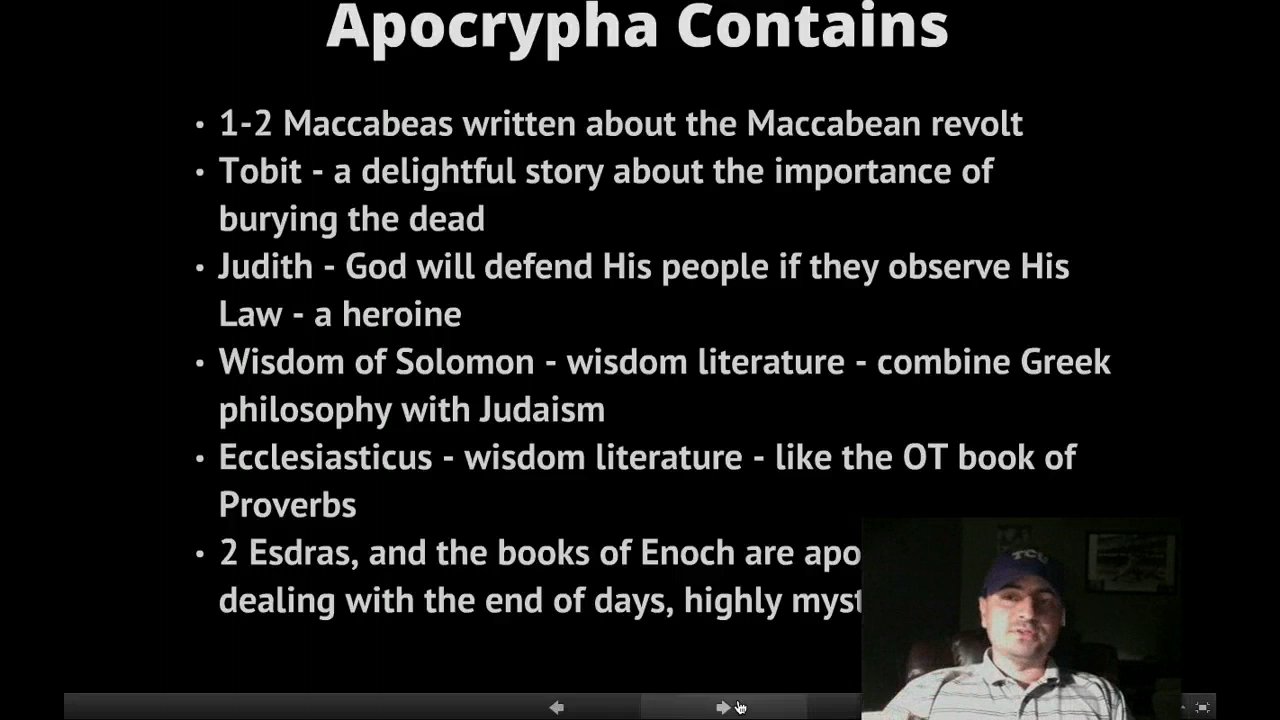 Apocrypha Contains
• 1-2 Maccabeas written about the Maccabean revolt
• Tobit - a delightful story about the importance of
burying the dead
• Judith - God will defend His people if they observe His
Law - a heroine
• Wisdom of Solomon - wisdom literature - combine Greek
philosophy with Judaism
• Ecclesiasticus - wisdom literature - like the OT book of
Proverbs
• 2 Esdras, and the books of Enoch are
dealing with the end of days, highly
TCU